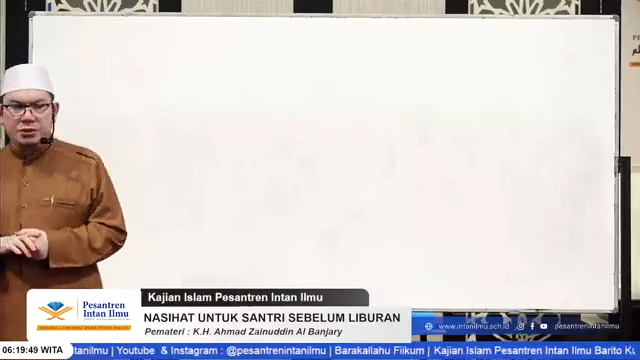 Kajian Islam Pesantren Intan Ilmu
Pesantren
Intan Ilmu
NASIHAT UNTUK SANTRI SEBELUM LIBURAN
Pemateri : K.H. Ahmad Zainuddin Al Banjary
www.intanilmu.sch.id
06:19:49 WITA
tanilmu | Youtube & Instagram : @pesantrenintanilmu | Barakallahu Fiikum | Kajian Islam Pesantren Intan Ilmu Barito Ku